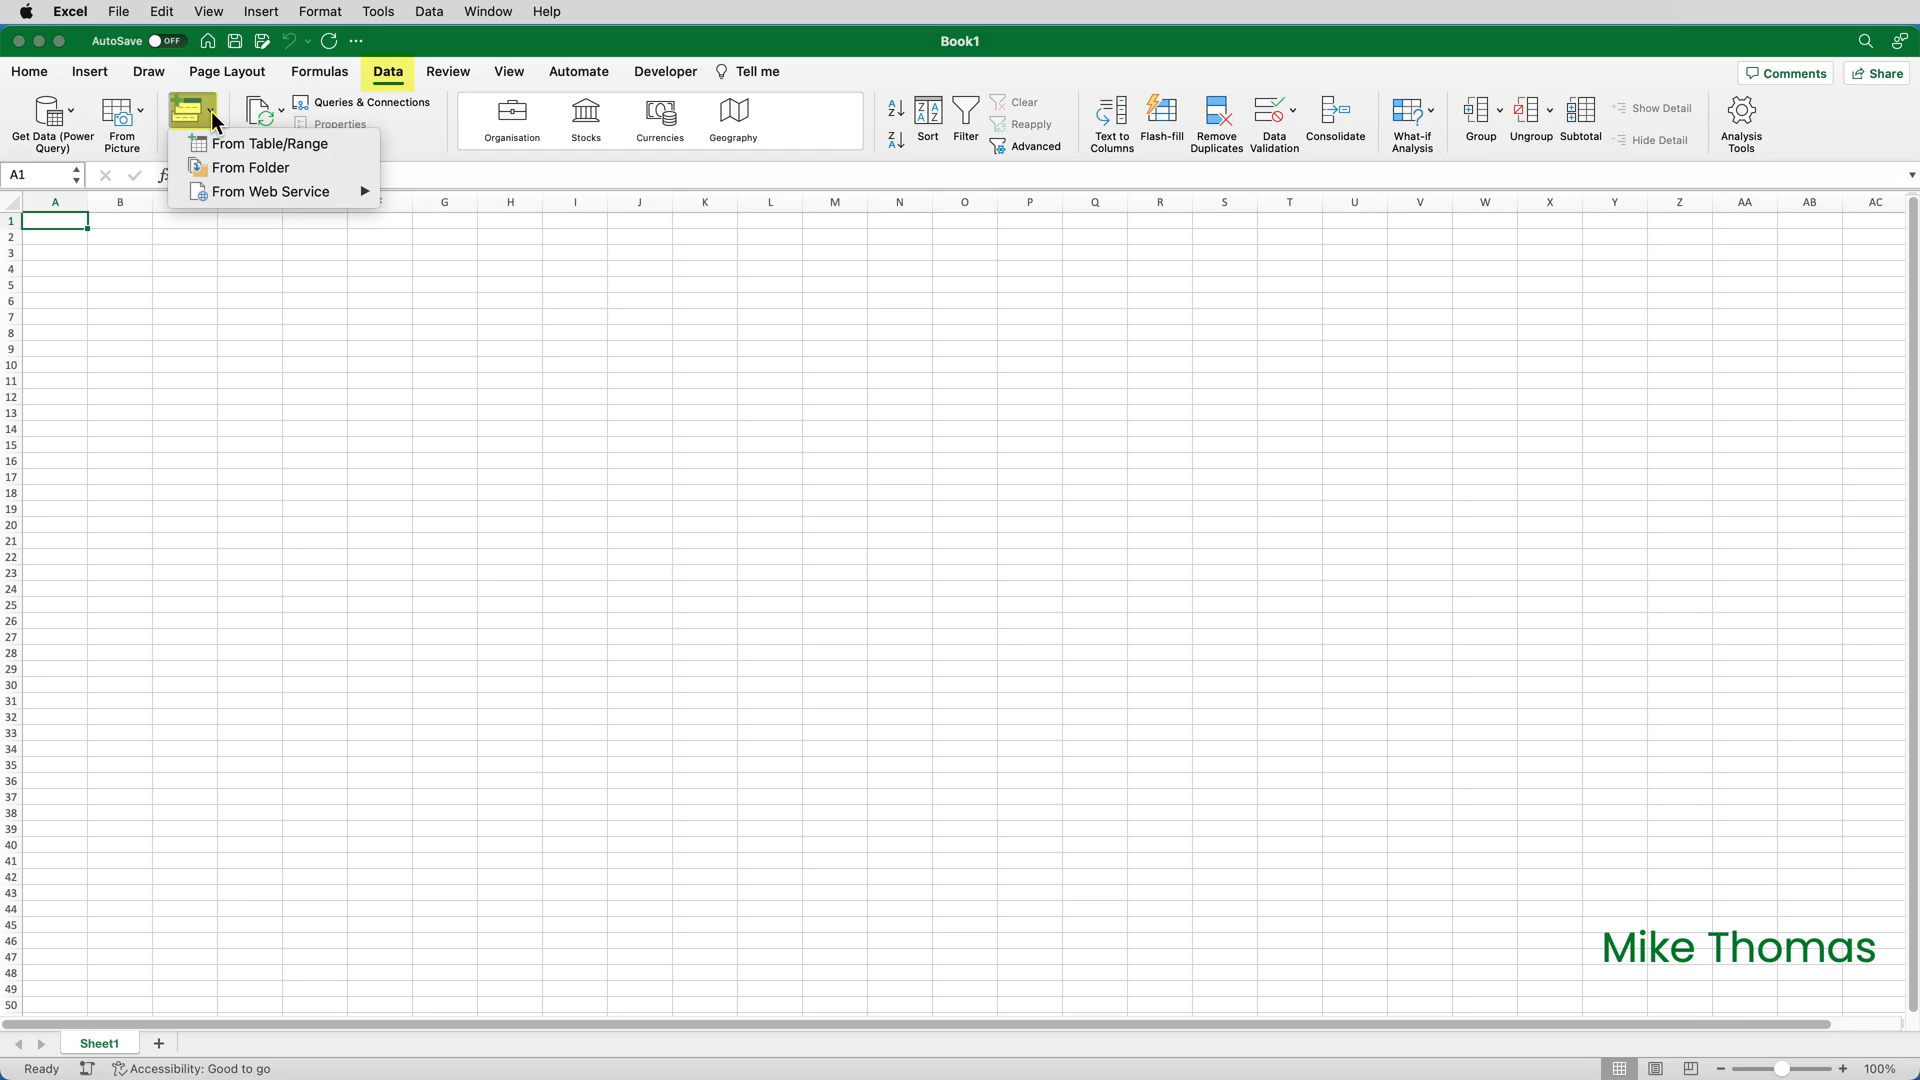 Excel File Edit View Insert Format Tools Data Window Help
AutoSave OFF Book1
Home Insert Draw Page Layout Formulas Data Review View Automate Developer Tell me Comments Share
Get Data (Power Query)
From Picture
Queries & Connections
Properties
Organisation Stocks Currencies Geography
Sort Filter
Clear
Reapply
Advanced
Text to Columns
Flash-fill
Remove Duplicates
Data Validation
Consolidate
What-if Analysis
Group Ungroup Subtotal
Show Detail
Hide Detail
Analysis Tools
From Table/Range
From Folder
From Web Service
A1
A B F G H I J K L M N O P Q R S T U V W X Y Z AA AB AC
1
2
3
4
5
6
7
8
9
10
11
12
13
14
15
16
17
18
19
20
21
22
23
24
25
26
27
28
29
30
31
32
33
34
35
36
37
38
39
40
41
42
43
44
45
46
47
48
49
50
Mike Thomas
Sheet1
Ready Accessibility: Good to go 100%